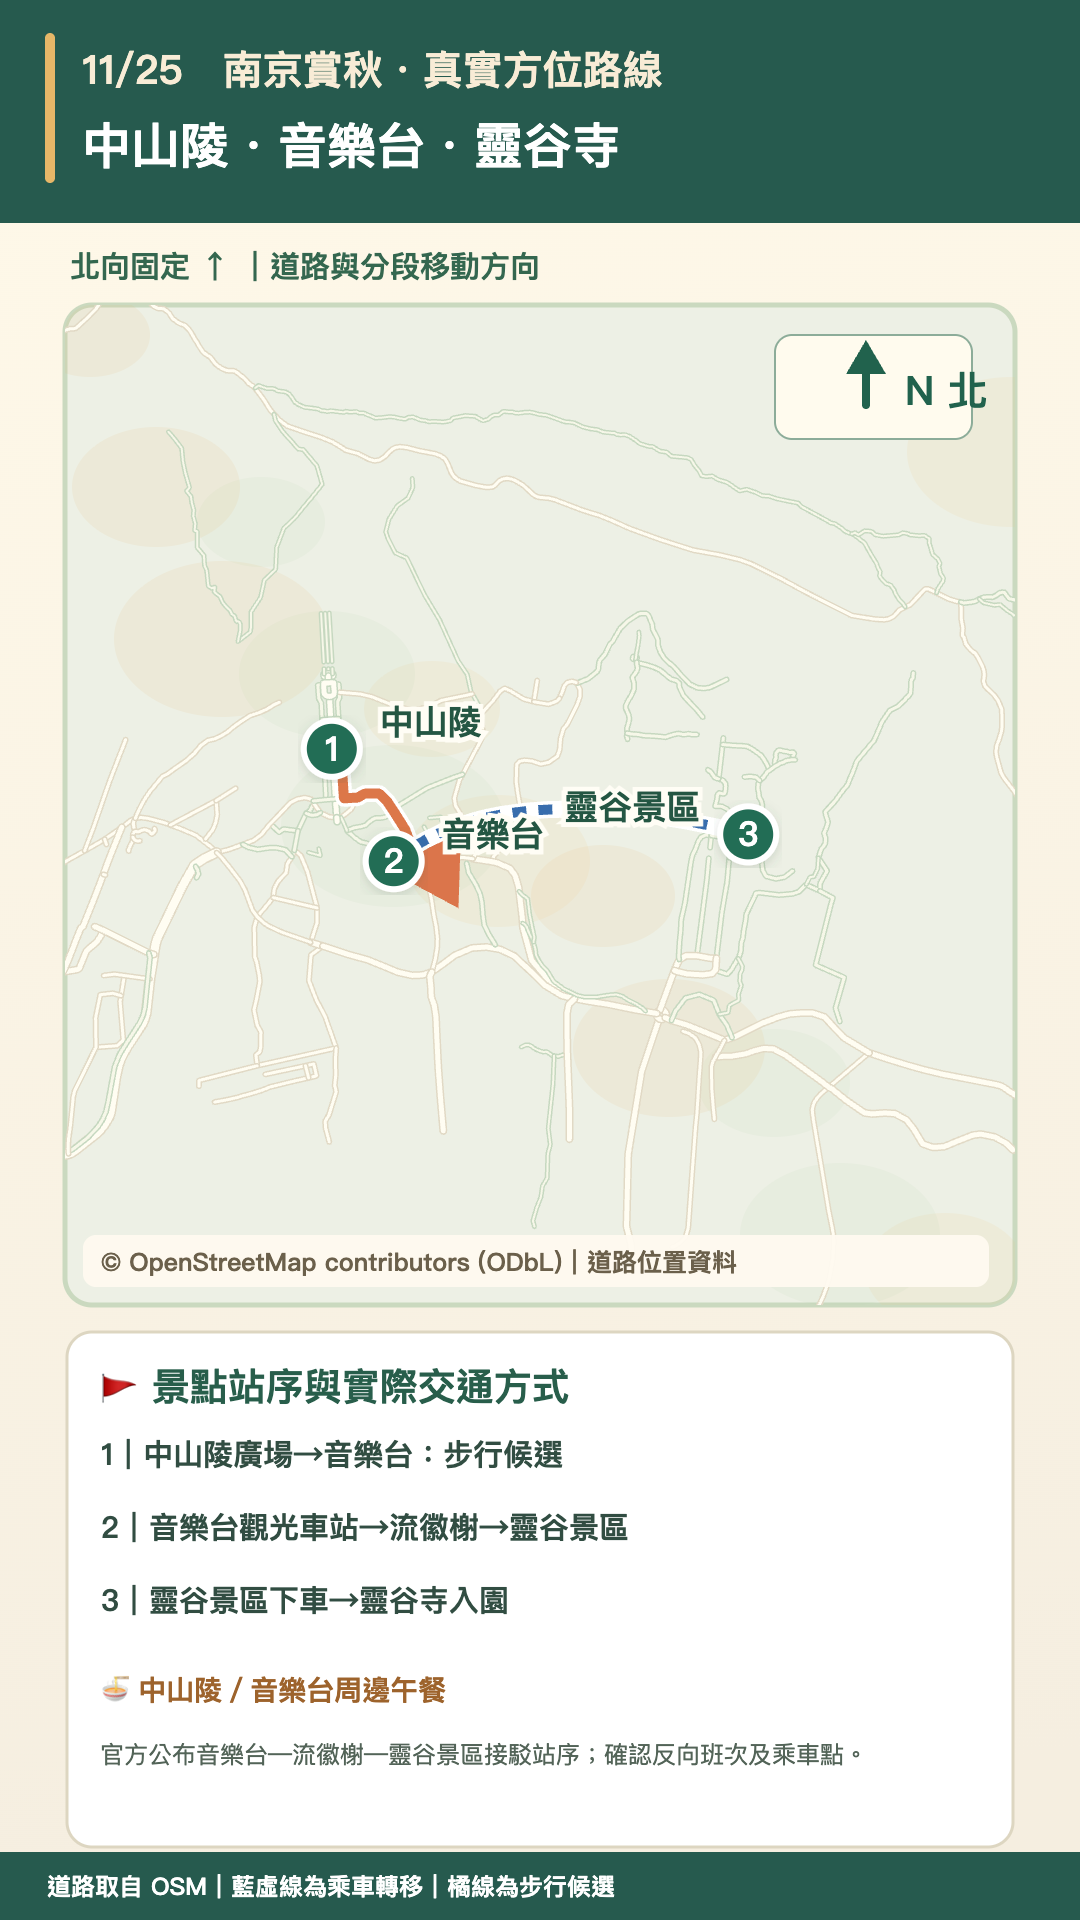 11/25 南京賞秋·真實方位路線
中山陵·音樂台·靈谷寺
北向固定 ↑ |道路與分段移動方向
N 北
中山陵
1
靈谷景區
音樂台
3
2
© OpenStreetMap contributors (ODbL)|道路位置資料
景點站序與實際交通方式
1|中山陵廣場→音樂台：步行候選
2|音樂台觀光車站→流徽榭→靈谷景區
3|靈谷景區下車→靈谷寺入園
中山陵 / 音樂台周邊午餐
官方公布音樂台—流徽榭—靈谷景區接駁站序；確認反向班次及乘車點。
道路取自 OSM|藍虛線為乘車轉移|橘線為步行候選